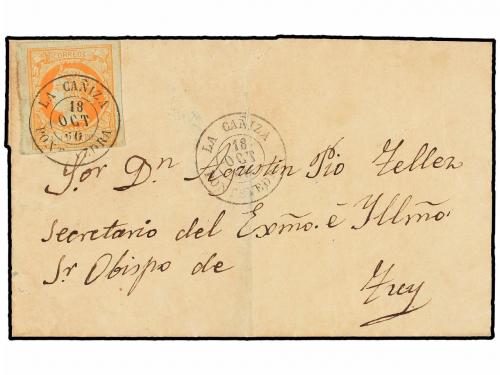 CORREOS
LA CAÑIZA
18
OCT
60
PONTEVEDRA
LA CAÑIZA
18
OCT
Sor. Dn. Agustin Pio Tellez
Secretario del Exmo. é Illmo.
Sr. Obispo de
Tuy